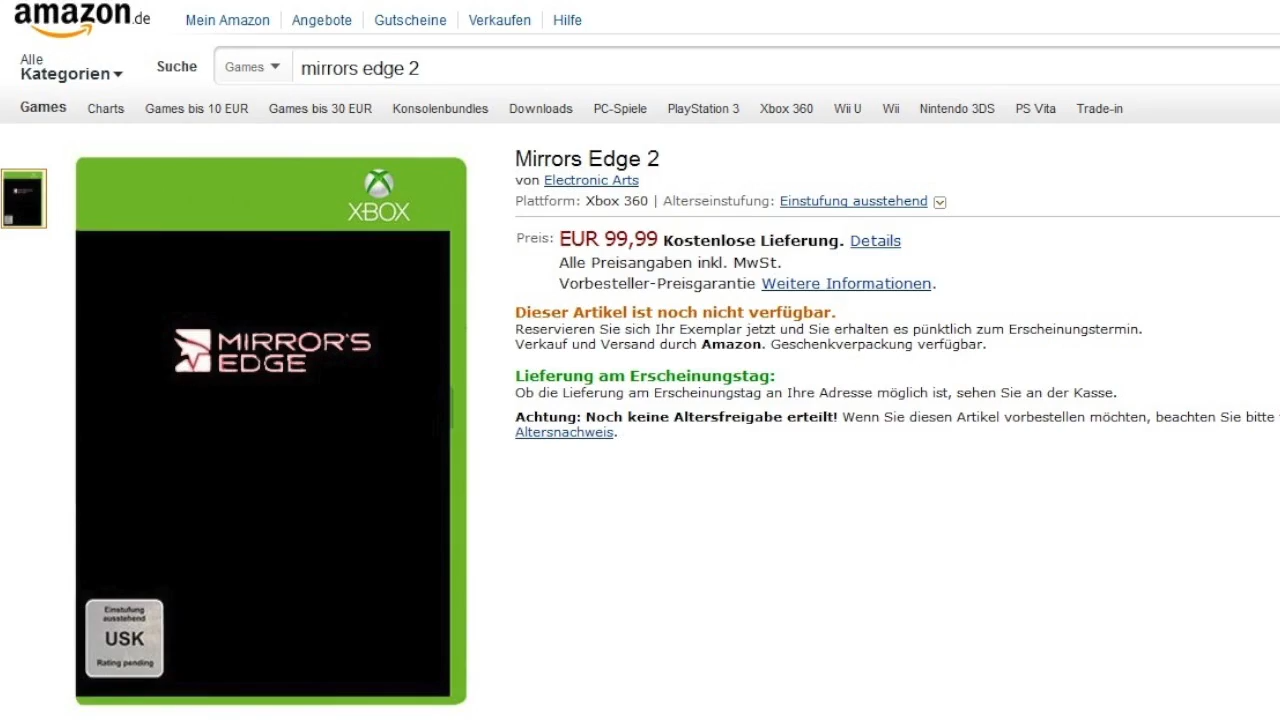 amazon.de
Mein Amazon Angebote Gutscheine Verkaufen Hilfe
Alle
Kategorien Suche Games mirrors edge 2
Games Charts Games bis 10 EUR Games bis 30 EUR Konsolenbundles Downloads PC-Spiele PlayStation 3 Xbox 360 Wii U Wii Nintendo 3DS PS Vita Trade-in
XBOX
MIRROR'S
EDGE
Einstufung
ausstehend
USK
Rating pending
Mirrors Edge 2
von Electronic Arts
Plattform: Xbox 360 | Alterseinstufung: Einstufung ausstehend
Preis: EUR 99,99 Kostenlose Lieferung. Details
Alle Preisangaben inkl. MwSt.
Vorbesteller-Preisgarantie Weitere Informationen.
Dieser Artikel ist noch nicht verfügbar.
Reservieren Sie sich Ihr Exemplar jetzt und Sie erhalten es pünktlich zum Erscheinungstermin.
Verkauf und Versand durch Amazon. Geschenkverpackung verfügbar.
Lieferung am Erscheinungstag:
Ob die Lieferung am Erscheinungstag an Ihre Adresse möglich ist, sehen Sie an der Kasse.
Achtung: Noch keine Altersfreigabe erteilt! Wenn Sie diesen Artikel vorbestellen möchten, beachten Sie bitte
Altersnachweis.